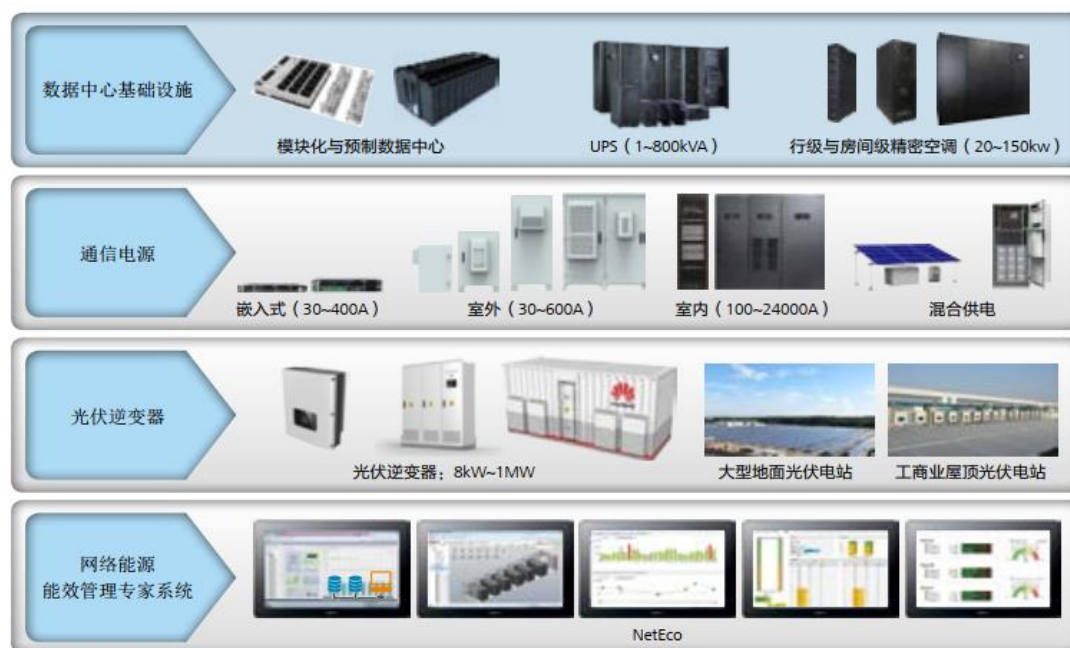 数据中心基础设施
模块化与预制数据中心
UPS（1~800kVA）
行级与房间级精密空调（20~150kw）
通信电源
嵌入式（30~400A）
室外（30~600A）
室内（100~24000A）
混合供电
光伏逆变器
光伏逆变器：8kW~1MW
大型地面光伏电站
工商业屋顶光伏电站
网络能源
能效管理专家系统
NetEco